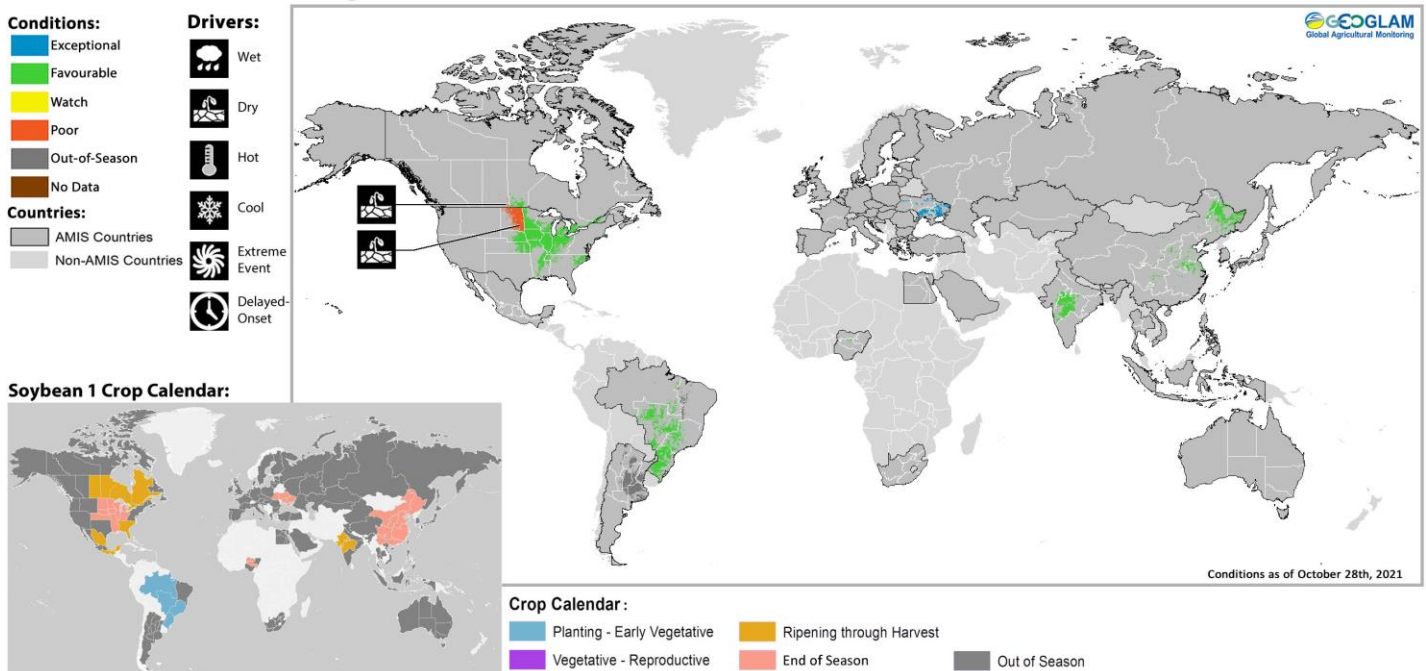 Conditions:
Exceptional
Favourable
Watch
Poor
Out-of-Season
No Data
Countries:
AMIS Countries
Non-AMIS Countries
Drivers:
Wet
Dry
Hot
Cool
Extreme
Event
Delayed-
Onset
GEOGLAM
Global Agricultural Monitoring
Conditions as of October 28th, 2021
Soybean 1 Crop Calendar:
Crop Calendar :
Planting - Early Vegetative
Vegetative - Reproductive
Ripening through Harvest
End of Season
Out of Season